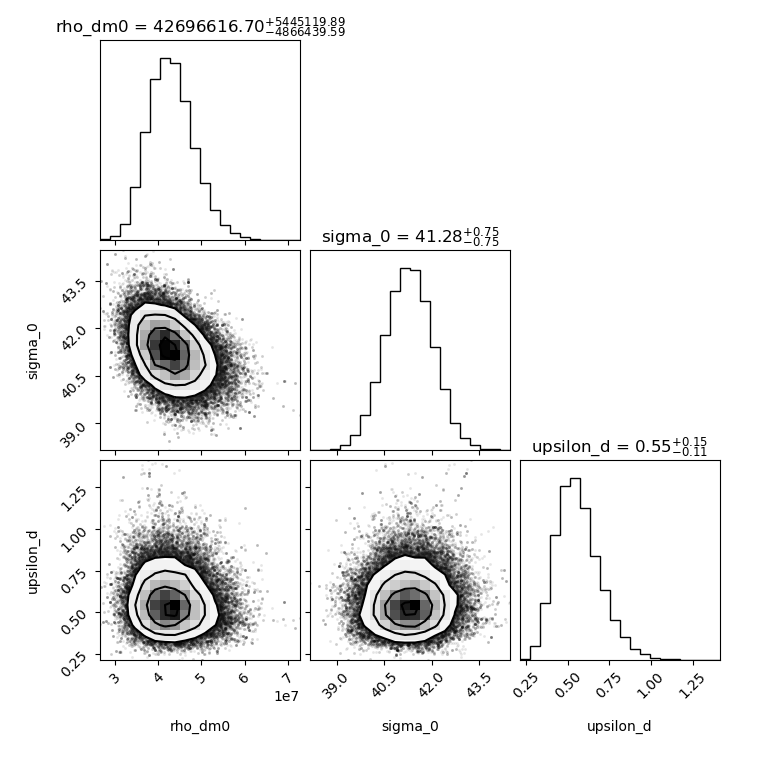 rho_dm0 = 42696616.70+5445119.89
−4866439.59
sigma_0 = 41.28+0.75
−0.75
43.5
42.0
40.5
39.0
sigma_0
upsilon_d = 0.55+0.15
−0.11
1.25
1.00
0.75
0.50
0.25
upsilon_d
3 4 5 6 7
1e7
rho_dm0
39.0 40.5 42.0 43.5
sigma_0
0.25 0.50 0.75 1.00 1.25
upsilon_d